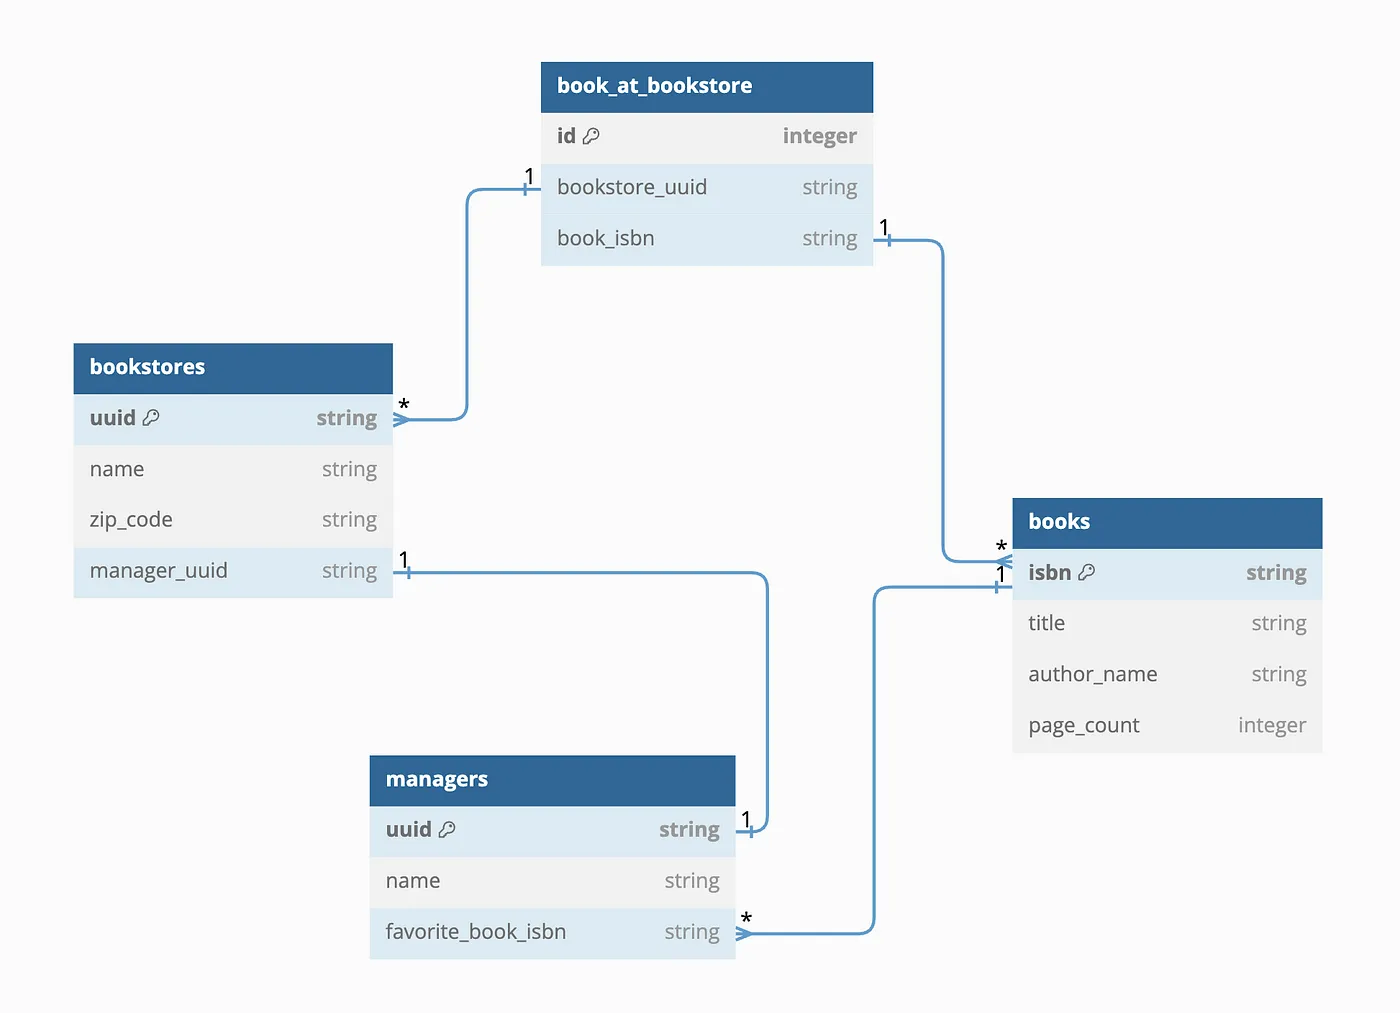 book_at_bookstore
id integer
bookstore_uuid string
book_isbn string
1
1
bookstores
uuid string
name string
zip_code string
manager_uuid string
*
1
books
isbn string
title string
author_name string
page_count integer
*
1
managers
uuid string
name string
favorite_book_isbn string
1
*